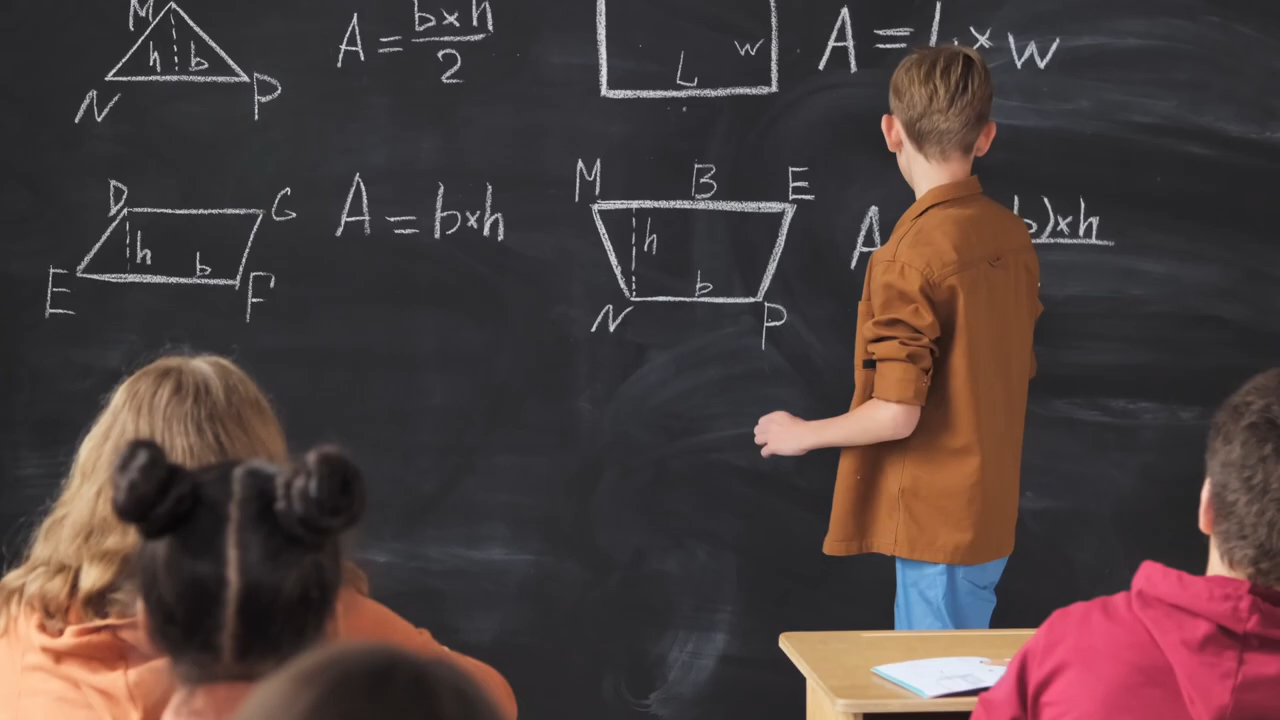 M
h b
N P
A = b×h
2
w
L
A = L × w
D G
h
b
E F
A = b×h
M B E
h
b
N P
A
b)×h